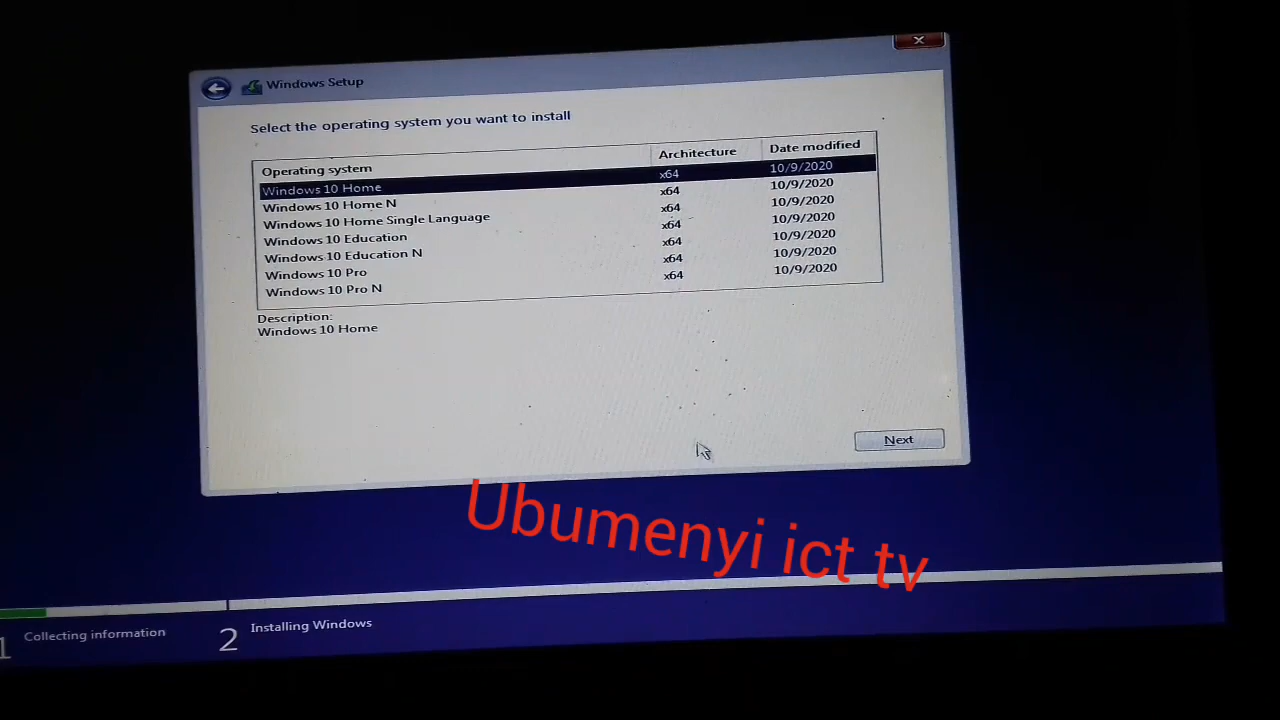 Windows Setup
Select the operating system you want to install
Operating system Architecture Date modified
Windows 10 Home x64 10/9/2020
Windows 10 Home N x64 10/9/2020
Windows 10 Home Single Language x64 10/9/2020
Windows 10 Education x64 10/9/2020
Windows 10 Education N x64 10/9/2020
Windows 10 Pro x64 10/9/2020
Windows 10 Pro N x64 10/9/2020
Description:
Windows 10 Home
Next
Ubumenyi ict tv
1 Collecting information 2 Installing Windows